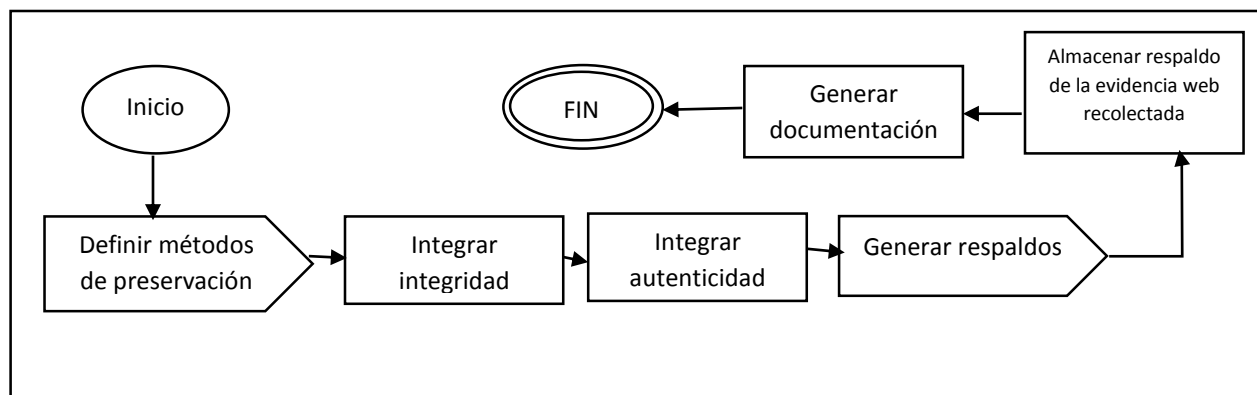 Inicio
Definir métodos
de preservación
Integrar
integridad
Integrar
autenticidad
Generar respaldos
Almacenar respaldo
de la evidencia web
recolectada
Generar
documentación
FIN